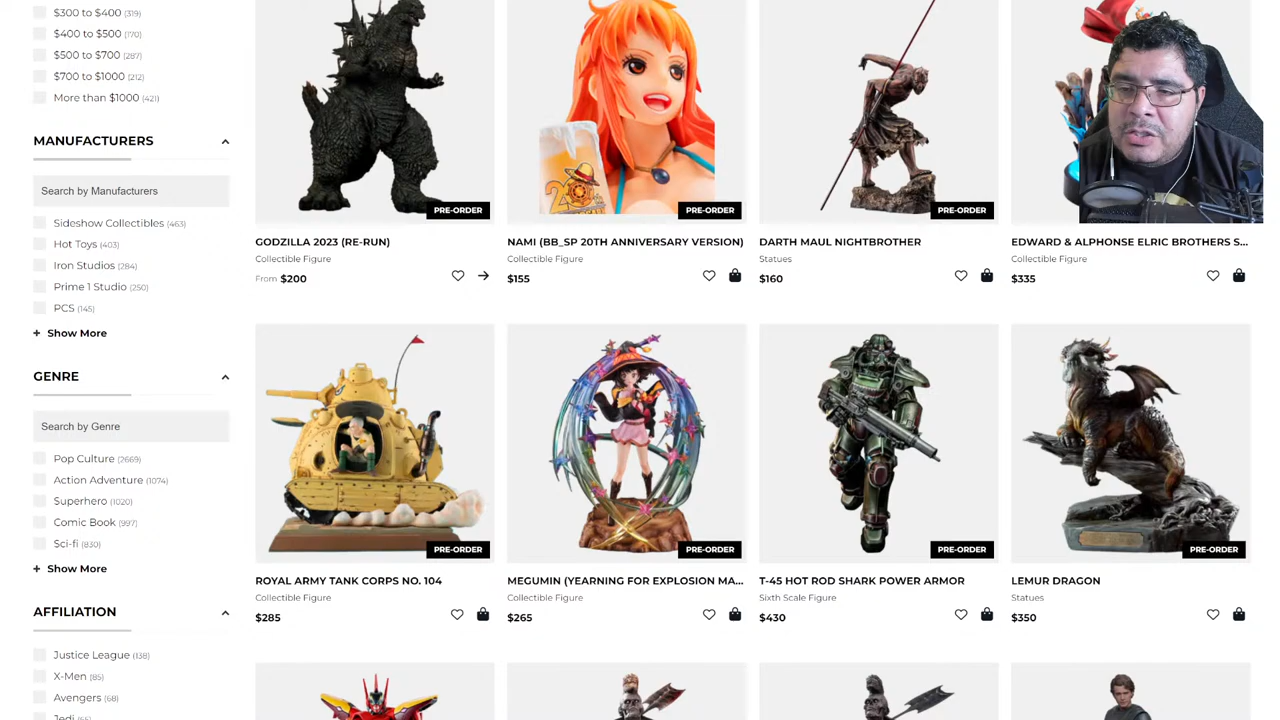 $300 to $400 (319)
$400 to $500 (170)
$500 to $700 (287)
$700 to $1000 (212)
More than $1000 (421)
MANUFACTURERS
Search by Manufacturers
Sideshow Collectibles (463)
Hot Toys (403)
Iron Studios (284)
Prime 1 Studio (250)
PCS (145)
+ Show More
GENRE
Search by Genre
Pop Culture (2669)
Action Adventure (1074)
Superhero (1020)
Comic Book (997)
Sci-fi (830)
+ Show More
AFFILIATION
Justice League (138)
X-Men (85)
Avengers (68)
Jedi
PRE-ORDER
GODZILLA 2023 (RE-RUN)
Collectible Figure
From $200
20
PRE-ORDER
NAMI (BB_SP 20TH ANNIVERSARY VERSION)
Collectible Figure
$155
PRE-ORDER
DARTH MAUL NIGHTBROTHER
Statues
$160
EDWARD & ALPHONSE ELRIC BROTHERS S...
Collectible Figure
$335
PRE-ORDER
ROYAL ARMY TANK CORPS NO. 104
Collectible Figure
$285
PRE-ORDER
MEGUMIN (YEARNING FOR EXPLOSION MA...
Collectible Figure
$265
PRE-ORDER
T-45 HOT ROD SHARK POWER ARMOR
Sixth Scale Figure
$430
PRE-ORDER
LEMUR DRAGON
Statues
$350